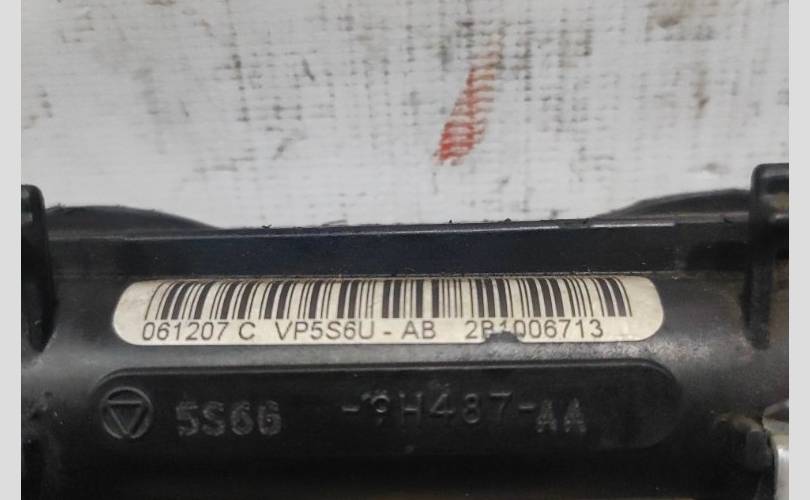 061207 C VP5S6U - AB 2B1006713
5S6G -9H487-AA